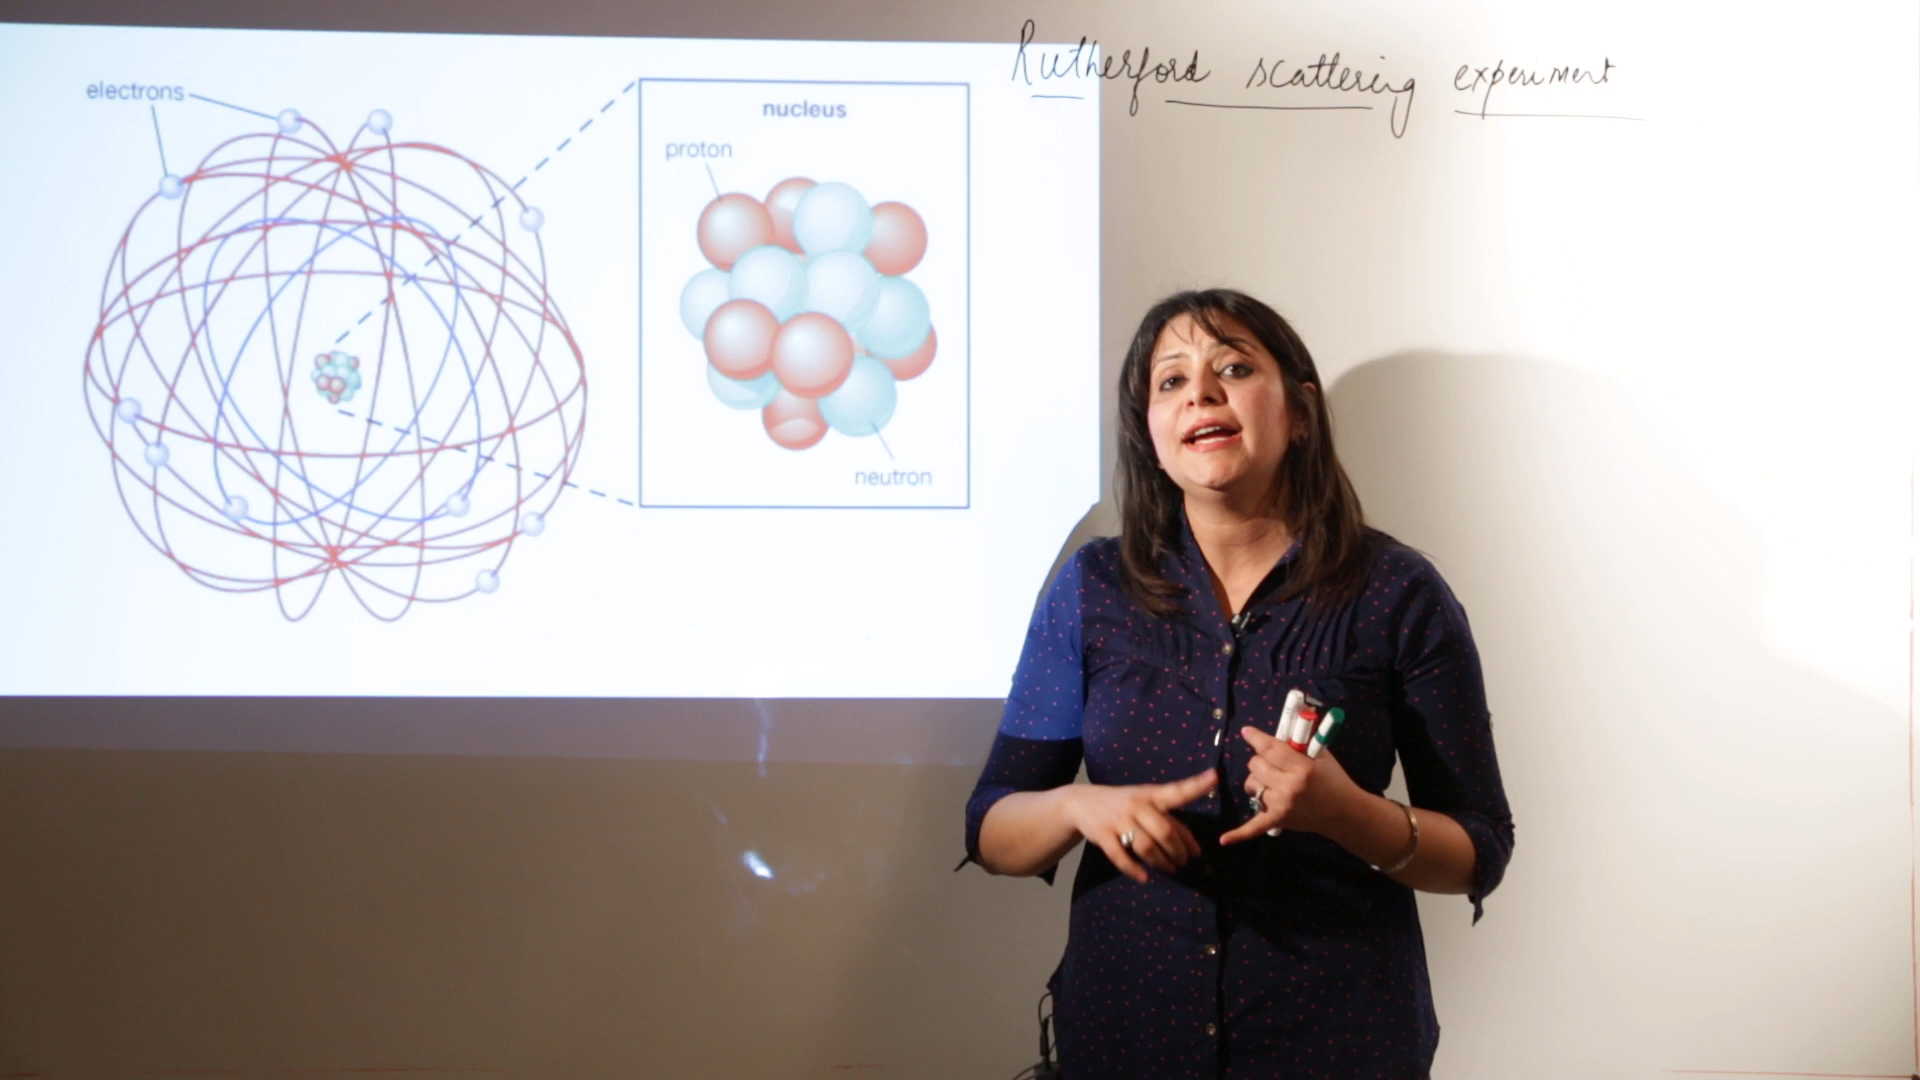 Rutherford scattering experiment
electrons
nucleus
proton
neutron